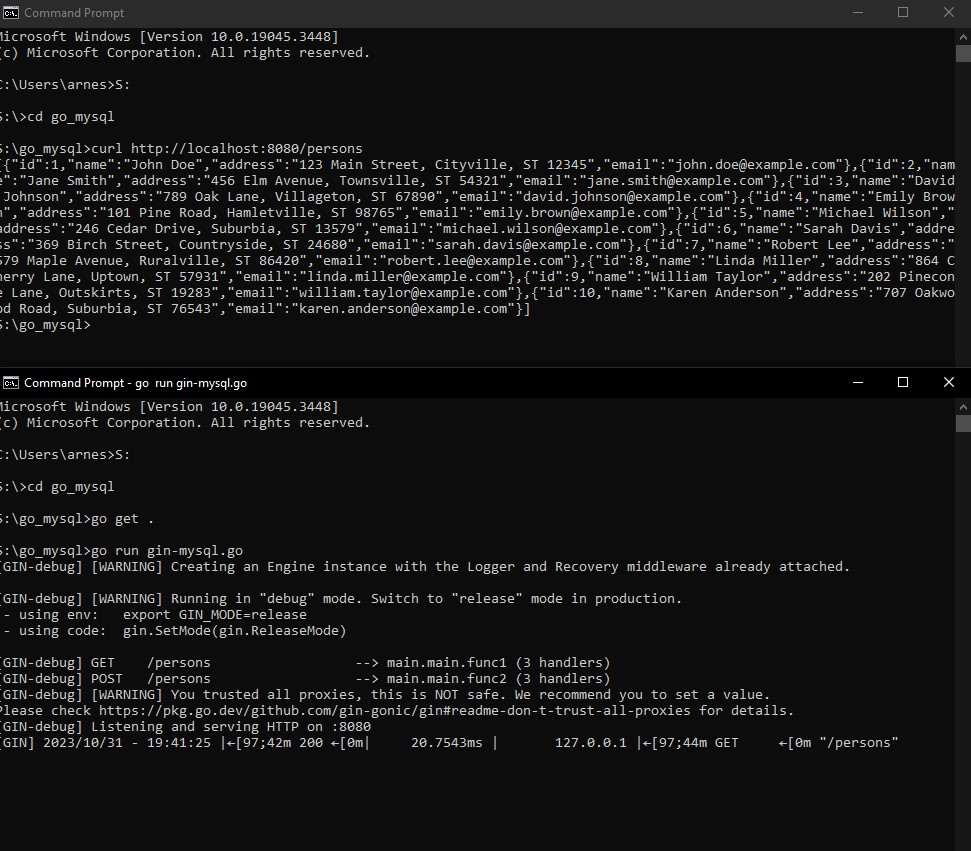 Command Prompt
Microsoft Windows [Version 10.0.19045.3448]
(c) Microsoft Corporation. All rights reserved.
C:\Users\arnes>S:
S:\>cd go_mysql
S:\go_mysql>curl http://localhost:8080/persons
[{"id":1,"name":"John Doe","address":"123 Main Street, Cityville, ST 12345","email":"john.doe@example.com"},{"id":2,"nam
e":"Jane Smith","address":"456 Elm Avenue, Townsville, ST 54321","email":"jane.smith@example.com"},{"id":3,"name":"David
 Johnson","address":"789 Oak Lane, Villageton, ST 67890","email":"david.johnson@example.com"},{"id":4,"name":"Emily Brow
n","address":"101 Pine Road, Hamletville, ST 98765","email":"emily.brown@example.com"},{"id":5,"name":"Michael Wilson","
address":"246 Cedar Drive, Suburbia, ST 13579","email":"michael.wilson@example.com"},{"id":6,"name":"Sarah Davis","addre
ss":"369 Birch Street, Countryside, ST 24680","email":"sarah.davis@example.com"},{"id":7,"name":"Robert Lee","address":"
579 Maple Avenue, Ruralville, ST 86420","email":"robert.lee@example.com"},{"id":8,"name":"Linda Miller","address":"864 C
herry Lane, Uptown, ST 57931","email":"linda.miller@example.com"},{"id":9,"name":"William Taylor","address":"202 Pinecon
e Lane, Outskirts, ST 19283","email":"william.taylor@example.com"},{"id":10,"name":"Karen Anderson","address":"707 Oakwo
od Road, Suburbia, ST 76543","email":"karen.anderson@example.com"}]
S:\go_mysql>
Command Prompt - go  run gin-mysql.go
Microsoft Windows [Version 10.0.19045.3448]
(c) Microsoft Corporation. All rights reserved.
C:\Users\arnes>S:
S:\>cd go_mysql
S:\go_mysql>go get .
S:\go_mysql>go run gin-mysql.go
[GIN-debug] [WARNING] Creating an Engine instance with the Logger and Recovery middleware already attached.
[GIN-debug] [WARNING] Running in "debug" mode. Switch to "release" mode in production.
 - using env:   export GIN_MODE=release
 - using code:  gin.SetMode(gin.ReleaseMode)
[GIN-debug] GET    /persons                  --> main.main.func1 (3 handlers)
[GIN-debug] POST   /persons                  --> main.main.func2 (3 handlers)
[GIN-debug] [WARNING] You trusted all proxies, this is NOT safe. We recommend you to set a value.
Please check https://pkg.go.dev/github.com/gin-gonic/gin#readme-don-t-trust-all-proxies for details.
[GIN-debug] Listening and serving HTTP on :8080
[GIN] 2023/10/31 - 19:41:25 |←[97;42m 200 ←[0m|     20.7543ms |       127.0.0.1 |←[97;44m GET     ←[0m "/persons"